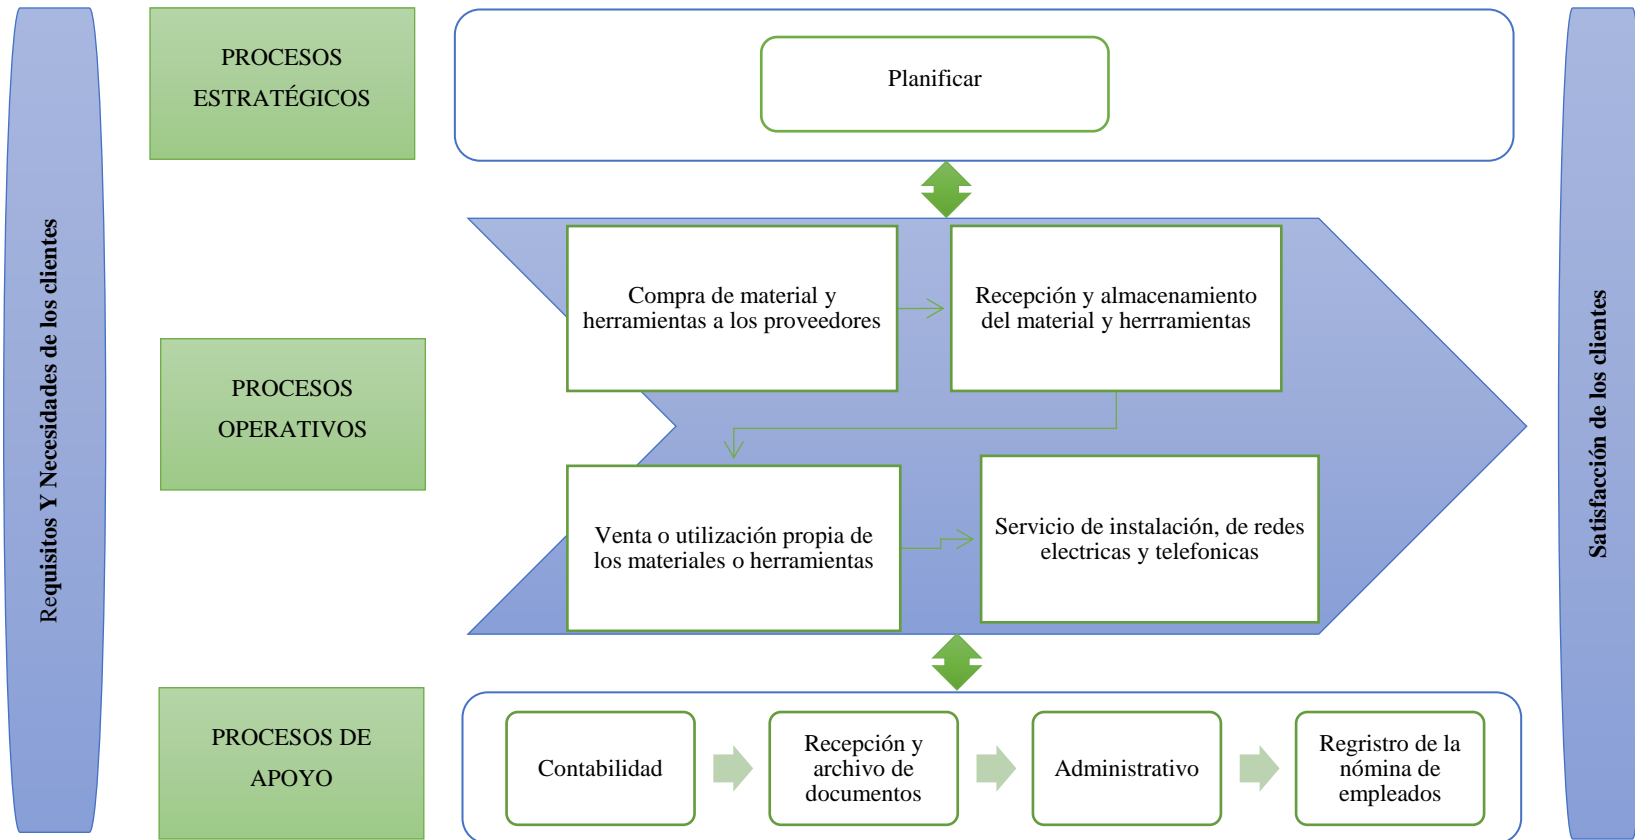 Requisitos Y Necesidades de los clientes
PROCESOS
ESTRATÉGICOS
Planificar
PROCESOS
OPERATIVOS
Compra de material y
herramientas a los proveedores
Recepción y almacenamiento
del material y herrramientas
Venta o utilización propia de
los materiales o herramientas
Servicio de instalación, de redes
electricas y telefonicas
PROCESOS DE
APOYO
Contabilidad
Recepción y
archivo de
documentos
Administrativo
Regristro de la
nómina de
empleados
Satisfacción de los clientes